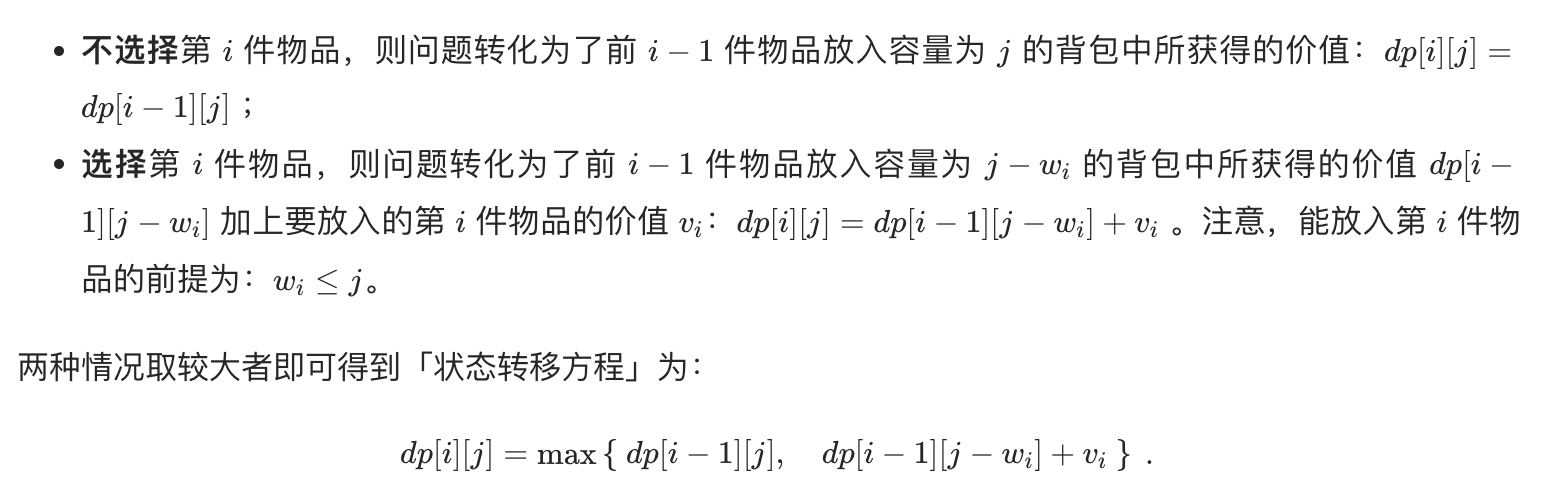 • 不选择第 i 件物品，则问题转化为了前 i − 1 件物品放入容量为 j 的背包中所获得的价值：dp[i][j] =
dp[i − 1][j] ；
• 选择第 i 件物品，则问题转化为了前 i − 1 件物品放入容量为 j − w_i 的背包中所获得的价值 dp[i −
1][j − w_i] 加上要放入的第 i 件物品的价值 v_i：dp[i][j] = dp[i − 1][j − w_i] + v_i 。注意，能放入第 i 件物
品的前提为：w_i ≤ j。
两种情况取较大者即可得到「状态转移方程」为：
dp[i][j] = max { dp[i − 1][j], dp[i − 1][j − w_i] + v_i } .